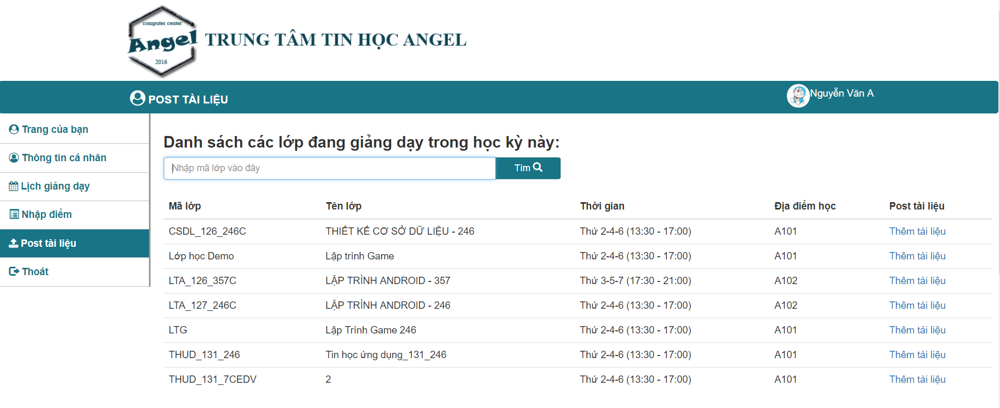 computer center
Angel
2016
TRUNG TÂM TIN HỌC ANGEL
POST TÀI LIỆU
Nguyễn Văn A
Trang của bạn
Thông tin cá nhân
Lịch giảng dạy
Nhập điểm
Post tài liệu
Thoát
Danh sách các lớp đang giảng dạy trong học kỳ này:
Nhập mã lớp vào đây
Tìm
Mã lớp Tên lớp Thời gian Địa điểm học Post tài liệu
CSDL_126_246C THIẾT KẾ CƠ SỞ DỮ LIỆU - 246 Thứ 2-4-6 (13:30 - 17:00) A101 Thêm tài liệu
Lớp học Demo Lập trình Game Thứ 2-4-6 (13:30 - 17:00) A101 Thêm tài liệu
LTA_126_357C LẬP TRÌNH ANDROID - 357 Thứ 3-5-7 (17:30 - 21:00) A102 Thêm tài liệu
LTA_127_246C LẬP TRÌNH ANDROID - 246 Thứ 2-4-6 (13:30 - 17:00) A102 Thêm tài liệu
LTG Lập Trình Game 246 Thứ 2-4-6 (13:30 - 17:00) A101 Thêm tài liệu
THUD_131_246 Tin học ứng dụng_131_246 Thứ 2-4-6 (13:30 - 17:00) A101 Thêm tài liệu
THUD_131_7CEDV 2 Thứ 2-4-6 (13:30 - 17:00) A101 Thêm tài liệu